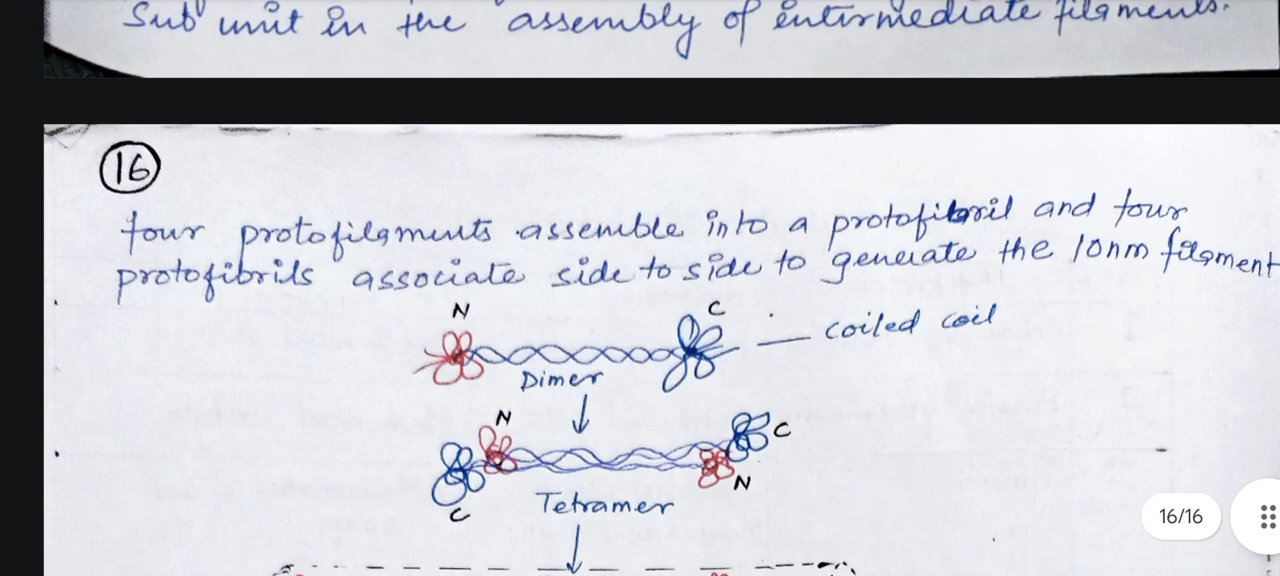 Sub unit in the assembly of intermediate filaments.
16
four protofilaments assemble into a protofibril and four
protofibrils associate side to side to generate the 10nm filament
N
C
coiled coil
Dimer
N
C
C
N
Tetramer
16/16